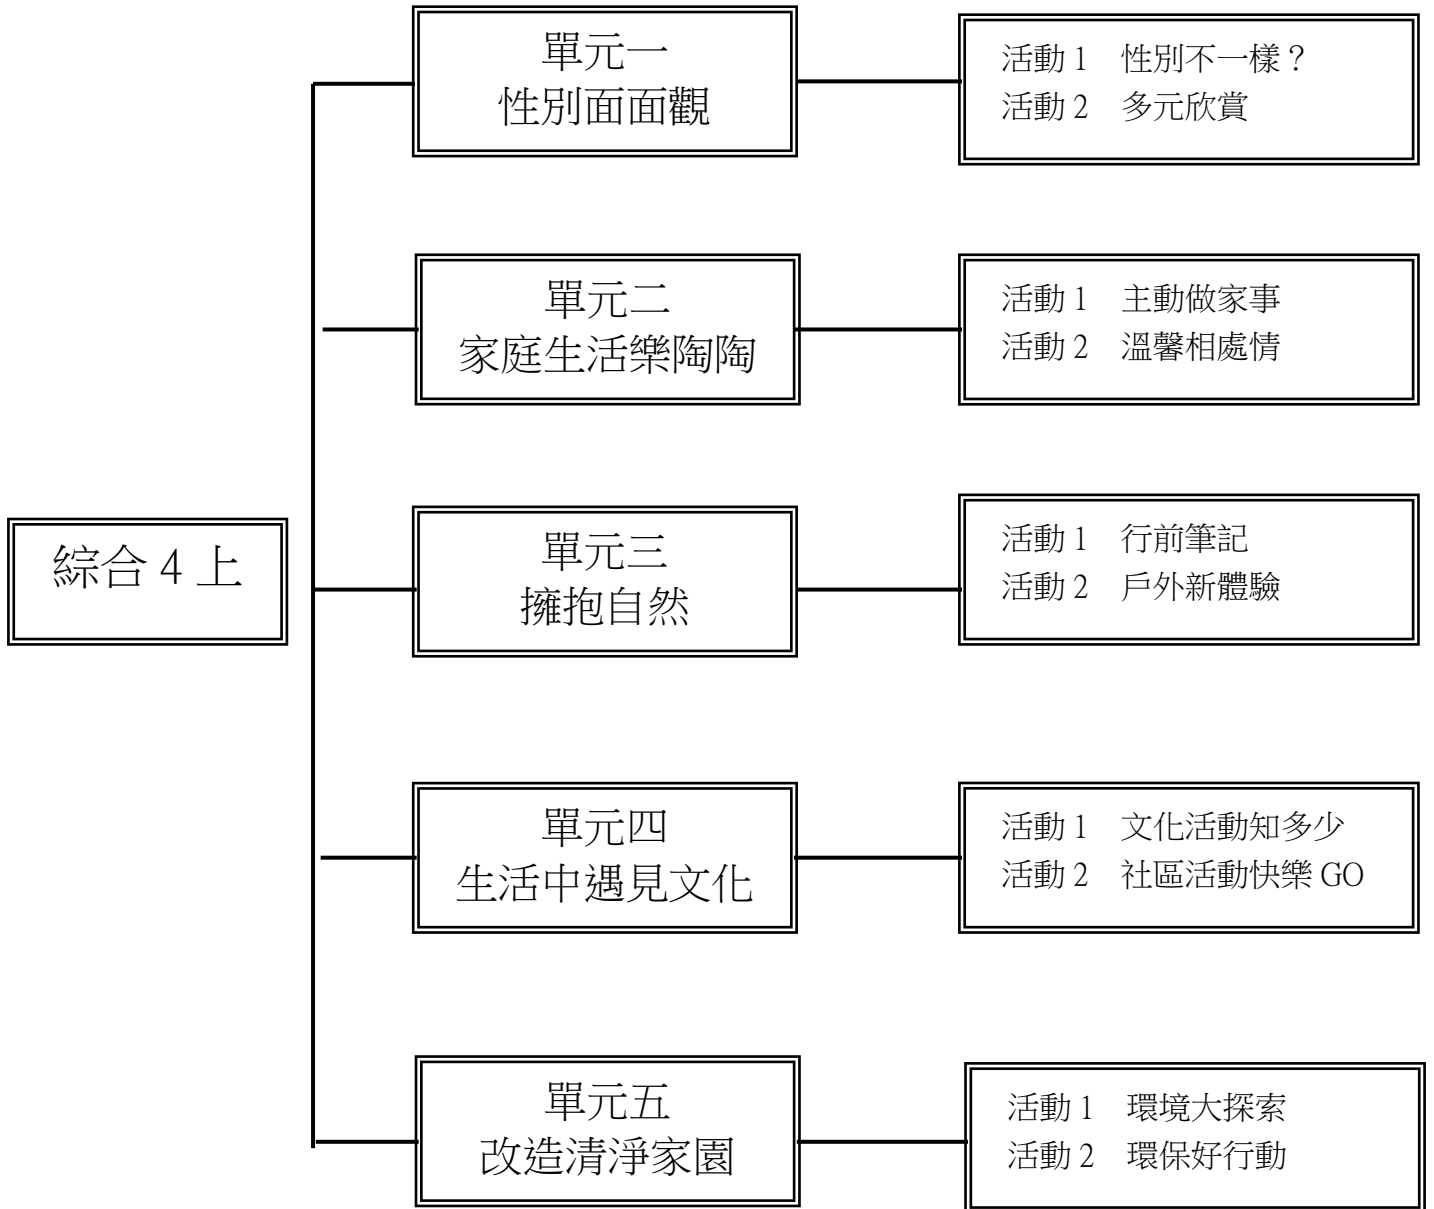 單元一
性別面面觀
活動 1　性別不一樣？
活動 2　多元欣賞
單元二
家庭生活樂陶陶
活動 1　主動做家事
活動 2　溫馨相處情
綜合 4 上
單元三
擁抱自然
活動 1　行前筆記
活動 2　戶外新體驗
單元四
生活中遇見文化
活動 1　文化活動知多少
活動 2　社區活動快樂 GO
單元五
改造清淨家園
活動 1　環境大探索
活動 2　環保好行動